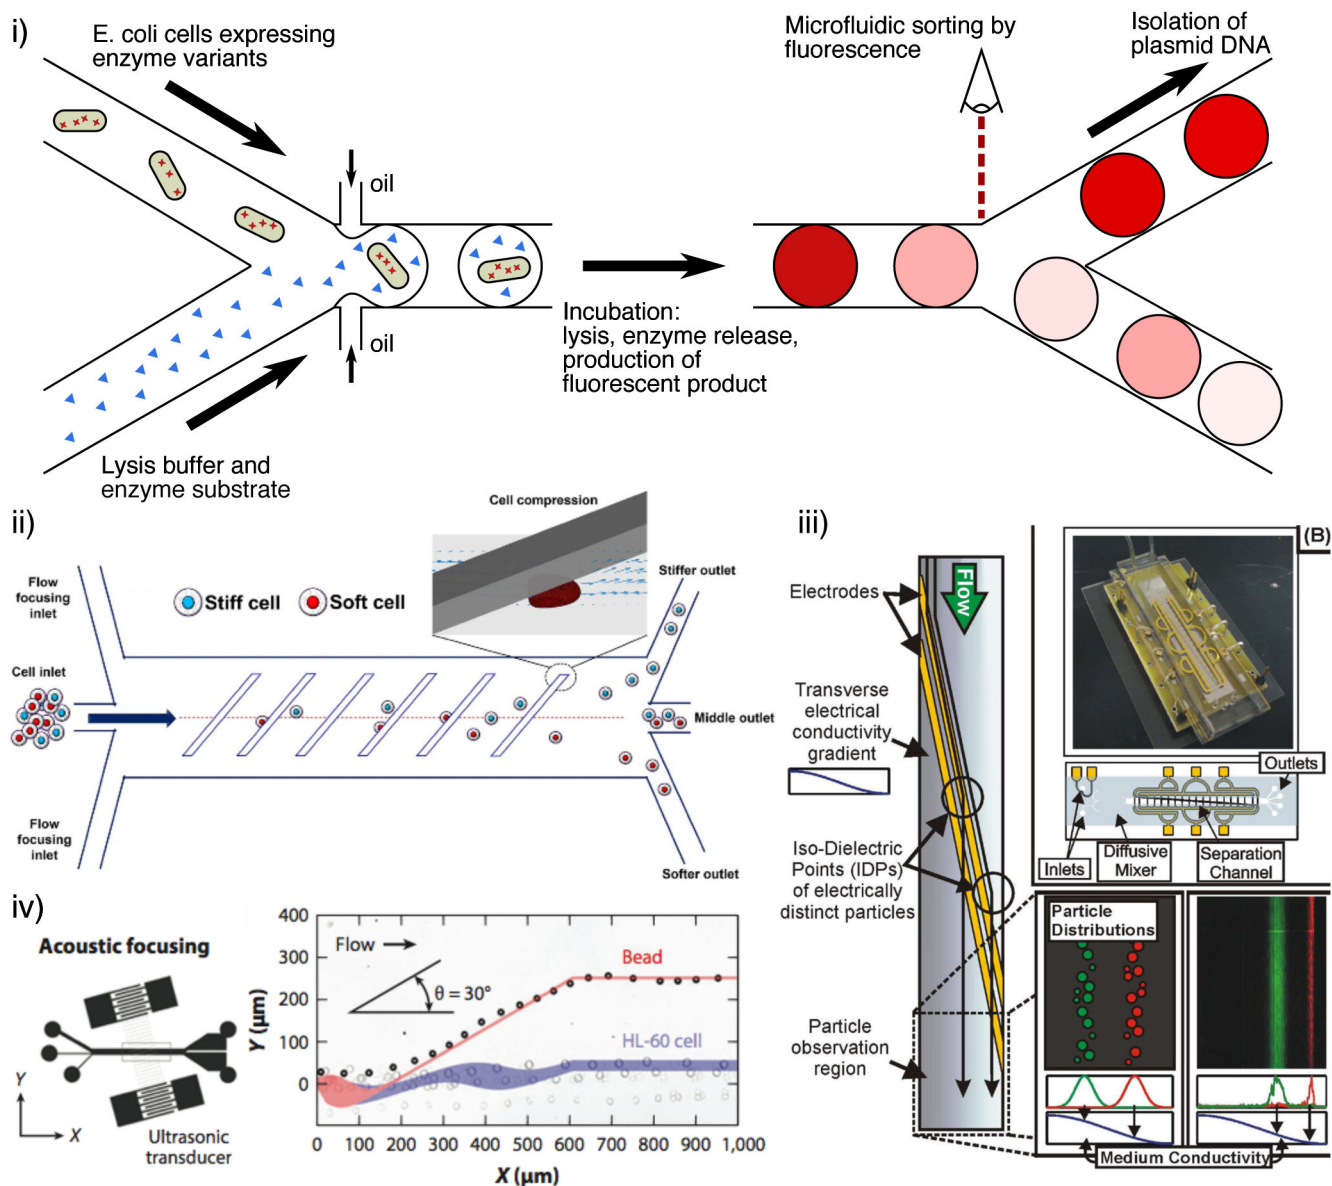 i)
E. coli cells expressing
enzyme variants
oil
oil
Lysis buffer and
enzyme substrate
Incubation:
lysis, enzyme release,
production of
fluorescent product
Microfluidic sorting by
fluorescence
Isolation of
plasmid DNA
ii)
Cell compression
Flow
focusing
inlet
Stiff cell
Soft cell
Stiffer outlet
Cell inlet
Middle outlet
Flow
focusing
inlet
Softer outlet
iii)
Flow
Electrodes
Transverse
electrical
conductivity
gradient
Iso-Dielectric
Points (IDPs)
of electrically
distinct particles
Particle
observation
region
(B)
Outlets
Inlets
Diffusive
Mixer
Separation
Channel
Particle
Distributions
Medium Conductivity
iv)
Acoustic focusing
Y
X
Ultrasonic
transducer
400
300
200
100
0
Y (μm)
Flow
θ = 30°
Bead
HL-60 cell
0 100 200 300 400 500 600 700 800 900 1,000
X (μm)